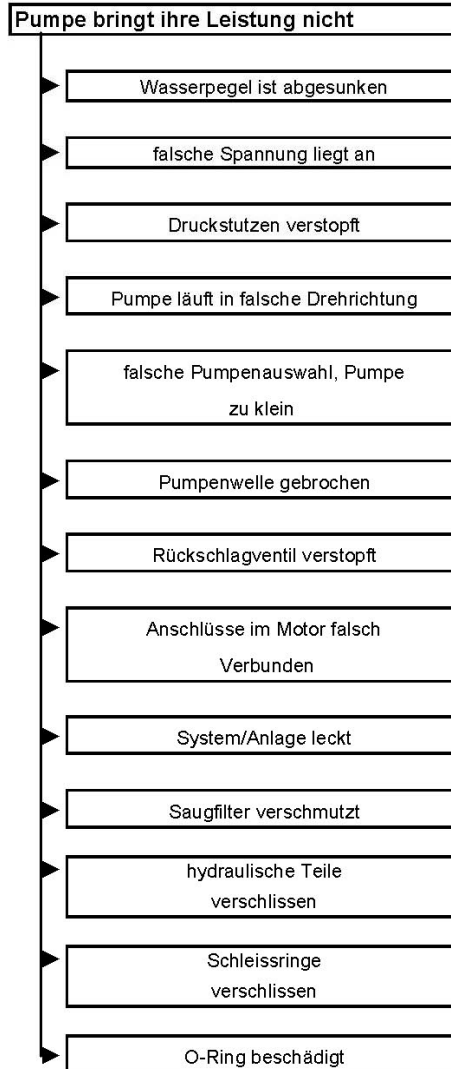 Pumpe bringt ihre Leistung nicht
Wasserpegel ist abgesunken
falsche Spannung liegt an
Druckstutzen verstopft
Pumpe läuft in falsche Drehrichtung
falsche Pumpenauswahl, Pumpe
zu klein
Pumpenwelle gebrochen
Rückschlagventil verstopft
Anschlüsse im Motor falsch
Verbunden
System/Anlage leckt
Saugfilter verschmutzt
hydraulische Teile
verschlissen
Schleissringe
verschlissen
O-Ring beschädigt